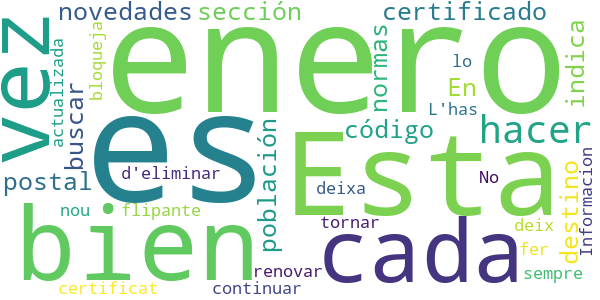 novedades
sección
certificado
enero
vez
actualizada
bloqueja
normas
lo
En
indica
L'has
es
Esta
buscar
código
hacer
población
postal
d'eliminar
deixa
No
destino
Informacion
bien
nou
flipante
cada
tornar
deix
fer
renovar
sempre
certificat
continuar